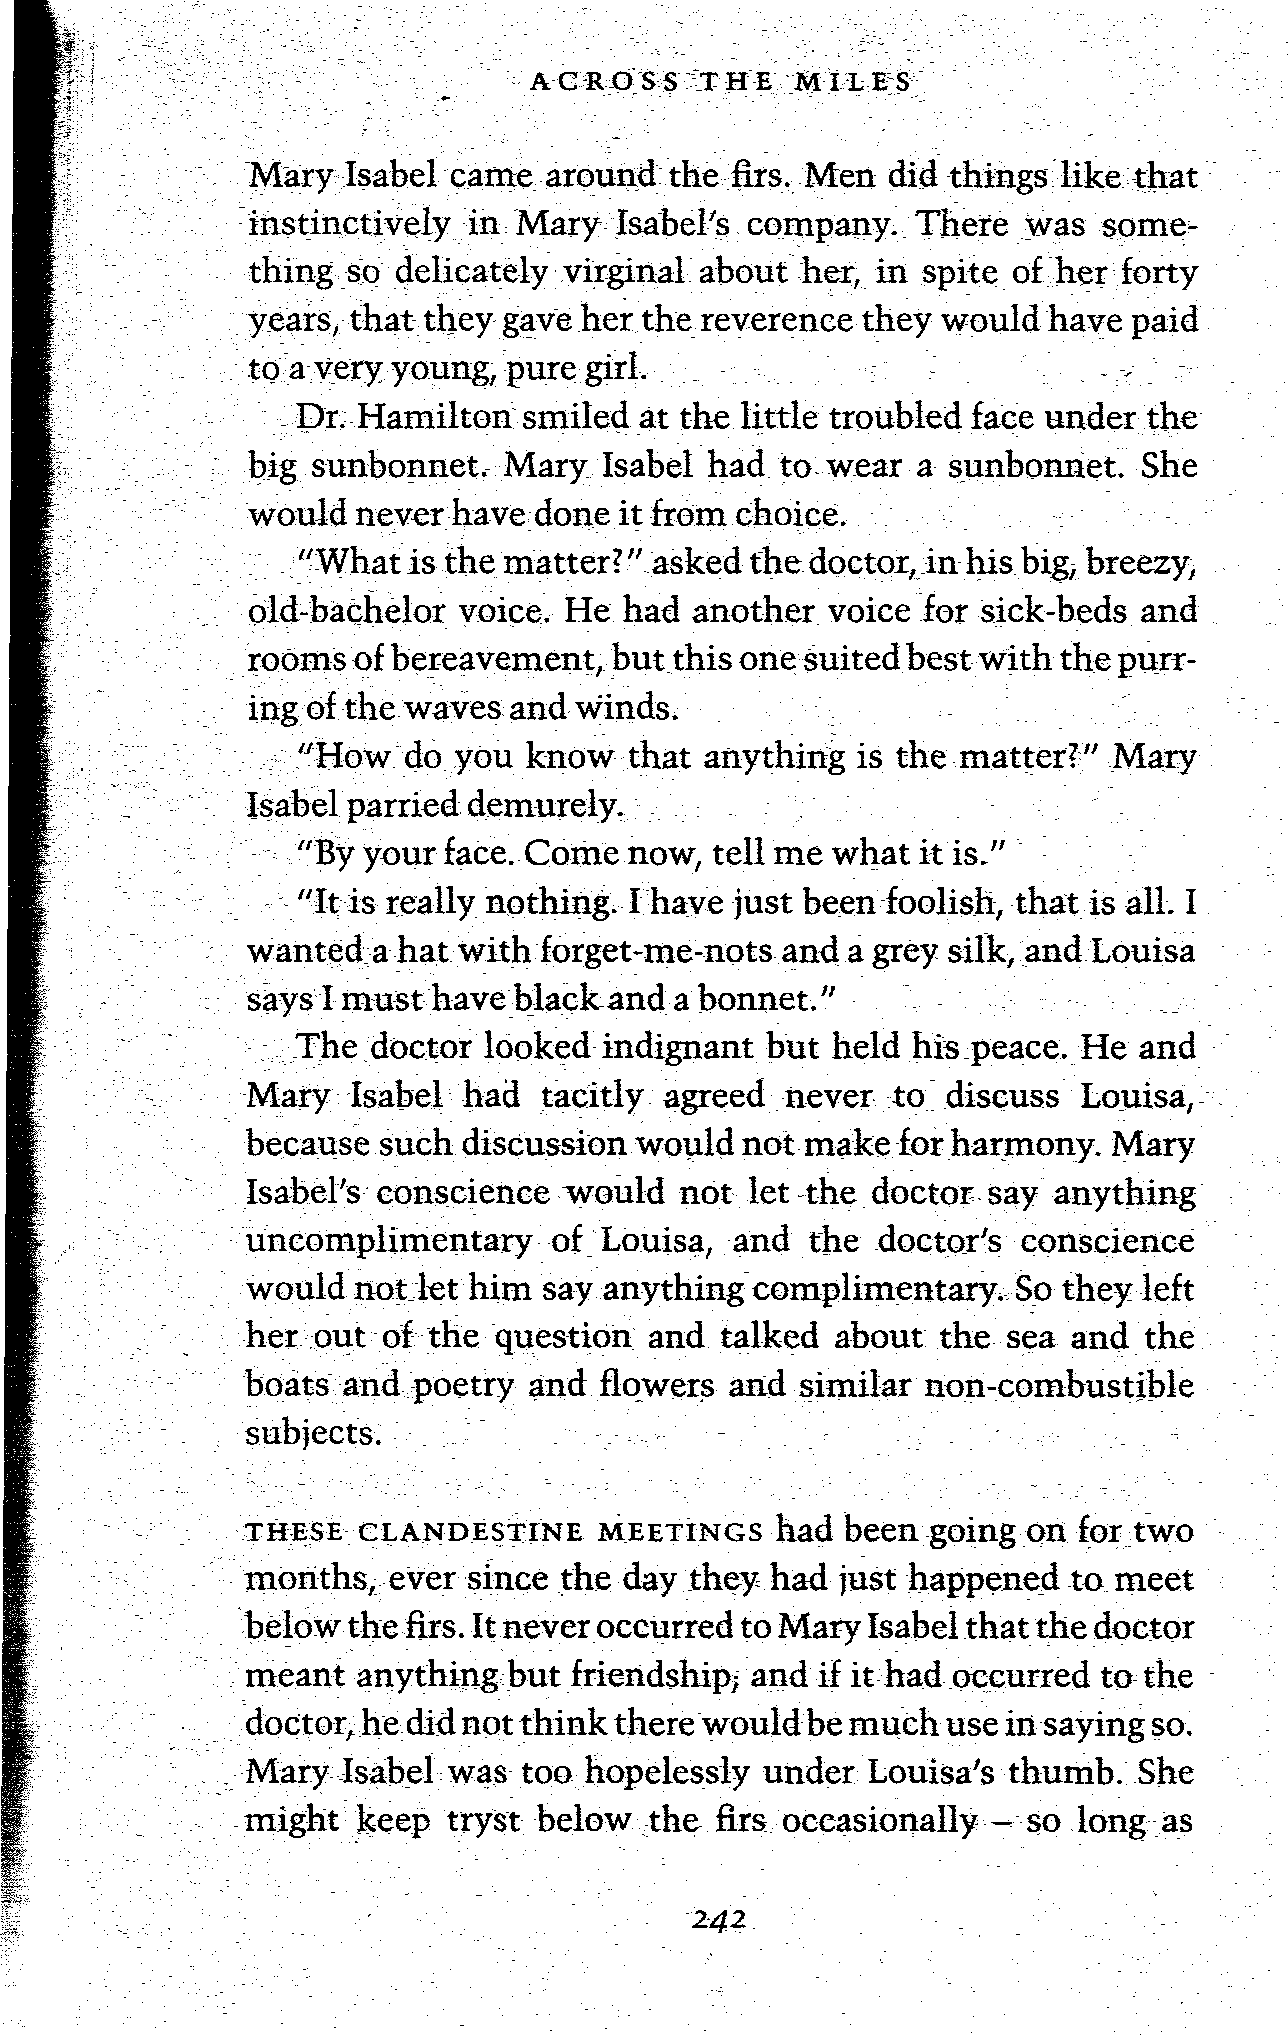 ACROSS THE MILES
Mary Isabel came around the firs. Men did things like that
instinctively in Mary Isabel's company. There was some-
thing so delicately virginal about her, in spite of her forty
years, that they gave her the reverence they would have paid
to a very young, pure girl.
Dr. Hamilton smiled at the little troubled face under the
big sunbonnet. Mary Isabel had to wear a sunbonnet. She
would never have done it from choice.
"What is the matter?" asked the doctor, in his big, breezy,
old-bachelor voice. He had another voice for sick-beds and
rooms of bereavement, but this one suited best with the purr-
ing of the waves and winds.
"How do you know that anything is the matter?" Mary
Isabel parried demurely.
"By your face. Come now, tell me what it is."
"It is really nothing. I have just been foolish, that is all. I
wanted a hat with forget-me-nots and a grey silk, and Louisa
says I must have black and a bonnet."
The doctor looked indignant but held his peace. He and
Mary Isabel had tacitly agreed never to discuss Louisa,
because such discussion would not make for harmony. Mary
Isabel's conscience would not let the doctor say anything
uncomplimentary of Louisa, and the doctor's conscience
would not let him say anything complimentary. So they left
her out of the question and talked about the sea and the
boats and poetry and flowers and similar non-combustible
subjects.
THESE CLANDESTINE MEETINGS had been going on for two
months, ever since the day they had just happened to meet
below the firs. It never occurred to Mary Isabel that the doctor
meant anything but friendship; and if it had occurred to the
doctor, he did not think there would be much use in saying so.
Mary Isabel was too hopelessly under Louisa's thumb. She
might keep tryst below the firs occasionally – so long as
242